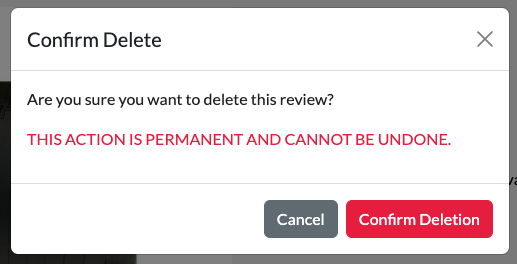 Confirm Delete
Are you sure you want to delete this review?
THIS ACTION IS PERMANENT AND CANNOT BE UNDONE.
Cancel
Confirm Deletion